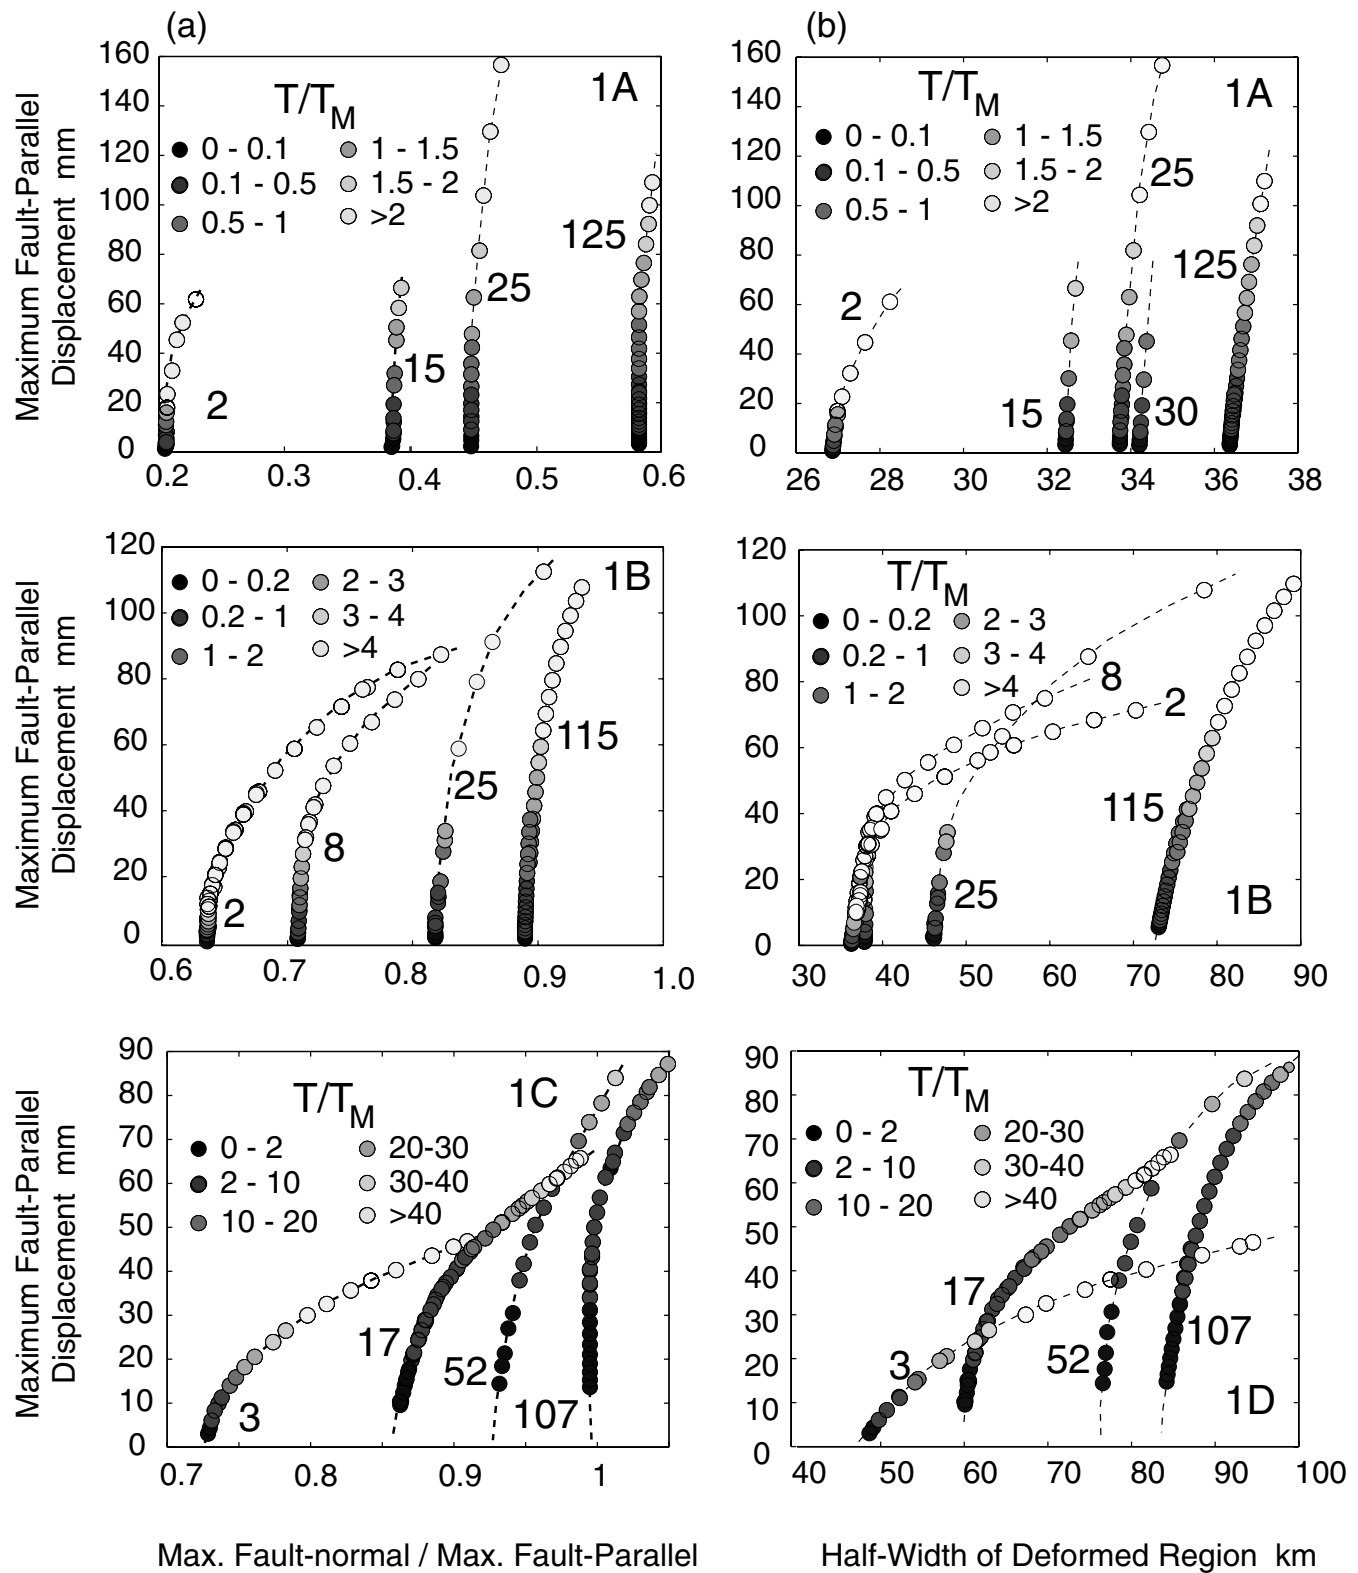 (a)
(b)
Maximum Fault-Parallel
Displacement mm
160
140
120
100
80
60
40
20
0
T/TM
1A
0 - 0.1
0.1 - 0.5
0.5 - 1
1 - 1.5
1.5 - 2
>2
2
15
25
125
0.2
0.3
0.4
0.5
0.6
160
140
120
100
80
60
40
20
0
T/TM
1A
0 - 0.1
0.1 - 0.5
0.5 - 1
1 - 1.5
1.5 - 2
>2
2
15
25
30
125
26
28
30
32
34
36
38
Maximum Fault-Parallel
Displacement mm
120
100
80
60
40
20
0
1B
0 - 0.2
0.2 - 1
1 - 2
2 - 3
3 - 4
>4
2
8
25
115
0.6
0.7
0.8
0.9
1.0
120
100
80
60
40
20
0
T/TM
0 - 0.2
0.2 - 1
1 - 2
2 - 3
3 - 4
>4
8
2
25
115
1B
30
40
50
60
70
80
90
Maximum Fault-Parallel
Displacement mm
90
80
70
60
50
40
30
20
10
0
T/TM
1C
0 - 2
2 - 10
10 - 20
20-30
30-40
>40
3
17
52
107
0.7
0.8
0.9
1
90
80
70
60
50
40
30
20
10
0
T/TM
0 - 2
2 - 10
10 - 20
20-30
30-40
>40
17
3
52
107
1D
40
50
60
70
80
90
100
Max. Fault-normal / Max. Fault-Parallel
Half-Width of Deformed Region km